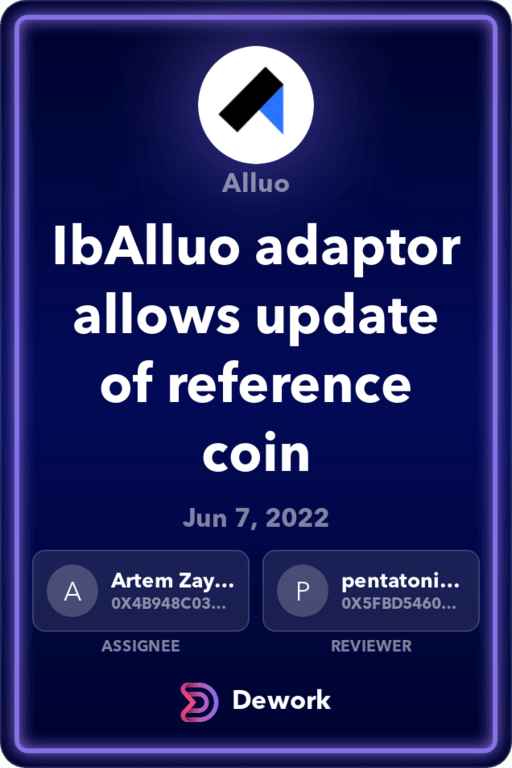 Alluo
IbAlluo adaptor
allows update
of reference
coin
Jun 7, 2022
A
Artem Zay...
0X4B948C03...
P
pentatoni...
0X5FBD5460...
ASSIGNEE
REVIEWER
Dework